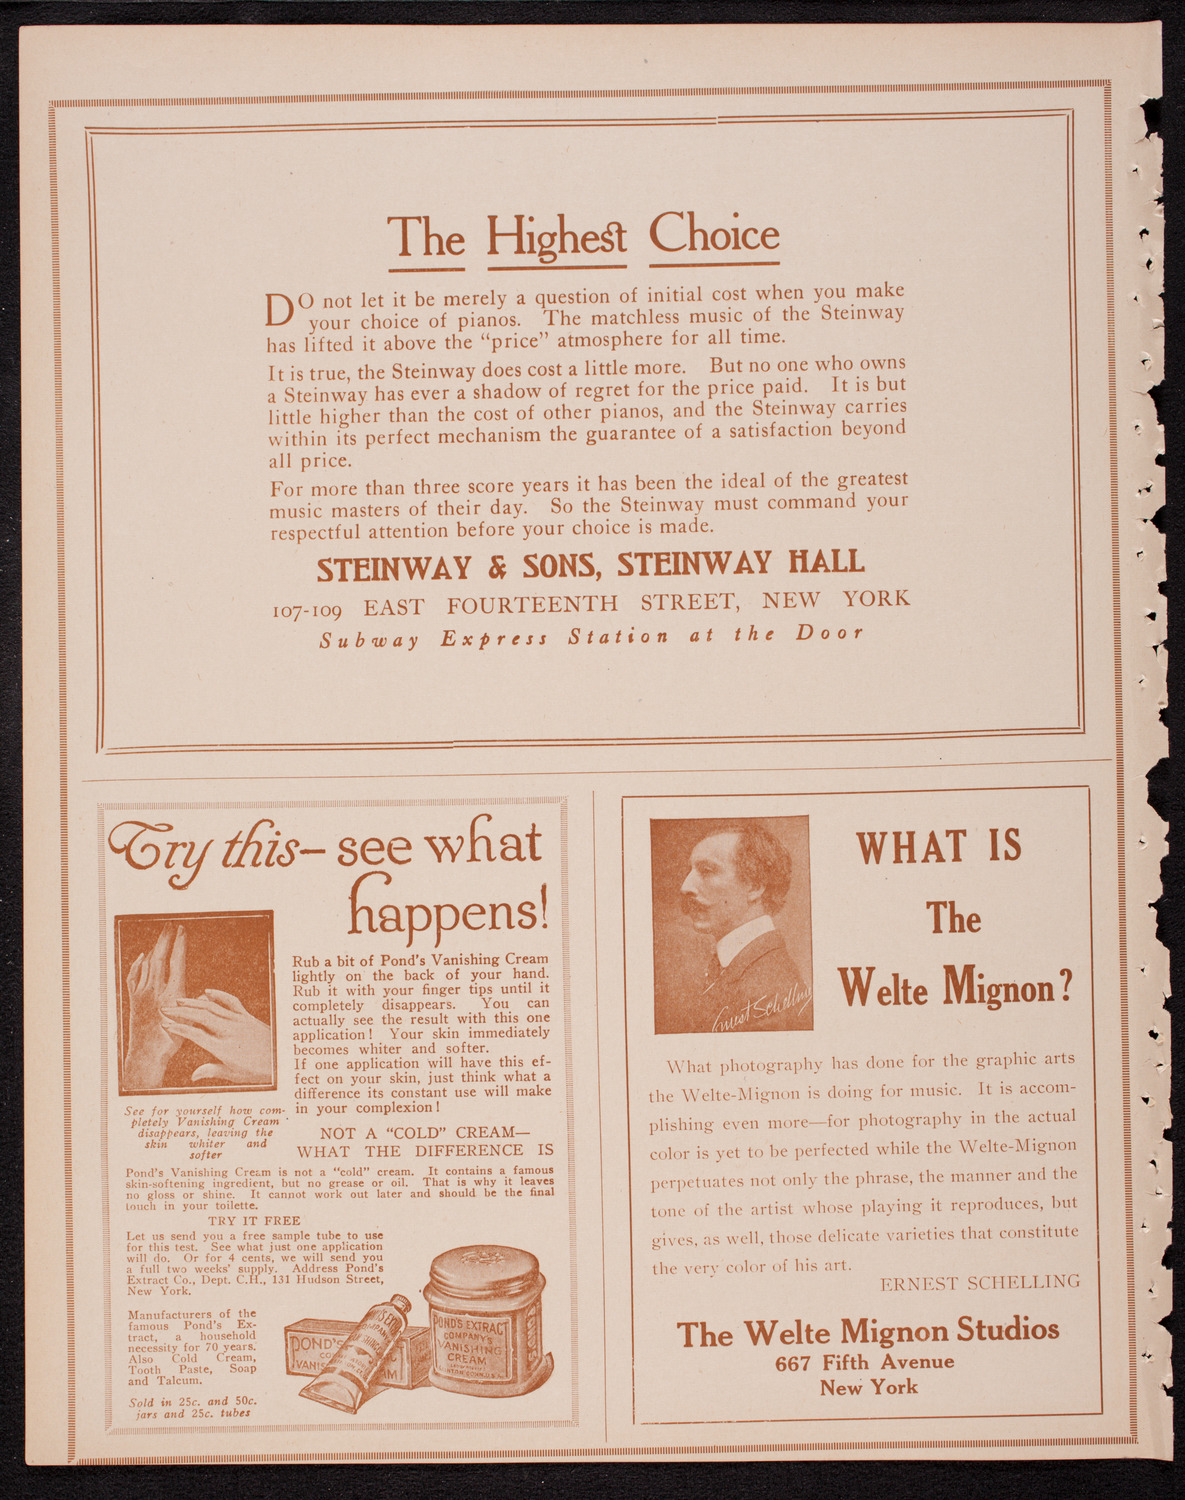 The Highest Choice
DO not let it be merely a question of initial cost when you make
your choice of pianos. The matchless music of the Steinway
has lifted it above the "price" atmosphere for all time.
It is true, the Steinway does cost a little more. But no one who owns
a Steinway has ever a shadow of regret for the price paid. It is but
little higher than the cost of other pianos, and the Steinway carries
within its perfect mechanism the guarantee of a satisfaction beyond
all price.
For more than three score years it has been the ideal of the greatest
music masters of their day. So the Steinway must command your
respectful attention before your choice is made.
STEINWAY & SONS, STEINWAY HALL
107-109 EAST FOURTEENTH STREET, NEW YORK
Subway Express Station at the Door
Try this—see what
happens!
Rub a bit of Pond's Vanishing Cream
lightly on the back of your hand.
Rub it with your finger tips until it
completely disappears. You can
actually see the result with this one
application! Your skin immediately
becomes whiter and softer.
If one application will have this ef-
fect on your skin, just think what a
difference its constant use will make
in your complexion!
See for yourself how com-
pletely Vanishing Cream
disappears, leaving the
skin whiter and
softer
NOT A "COLD" CREAM—
WHAT THE DIFFERENCE IS
Pond's Vanishing Cream is not a "cold" cream. It contains a famous
skin-softening ingredient, but no grease or oil. That is why it leaves
no gloss or shine. It cannot work out later and should be the final
touch in your toilette.
TRY IT FREE
Let us send you a free sample tube to use
for this test. See what just one application
will do. Or for 4 cents, we will send you
a full two weeks' supply. Address Pond's
Extract Co., Dept. C.H., 131 Hudson Street,
New York.
Manufacturers of the
famous Pond's Ex-
tract, a household
necessity for 70 years.
Also Cold Cream,
Tooth Paste, Soap
and Talcum.
Sold in 25c. and 50c.
jars and 25c. tubes
POND'S
POND'S EXTRACT
COMPANY'S
VANISHING
CREAM
Ernest Schelling
WHAT IS
The
Welte Mignon?
What photography has done for the graphic arts
the Welte-Mignon is doing for music. It is accom-
plishing even more—for photography in the actual
color is yet to be perfected while the Welte-Mignon
perpetuates not only the phrase, the manner and the
tone of the artist whose playing it reproduces, but
gives, as well, those delicate varieties that constitute
the very color of his art.
ERNEST SCHELLING
The Welte Mignon Studios
667 Fifth Avenue
New York